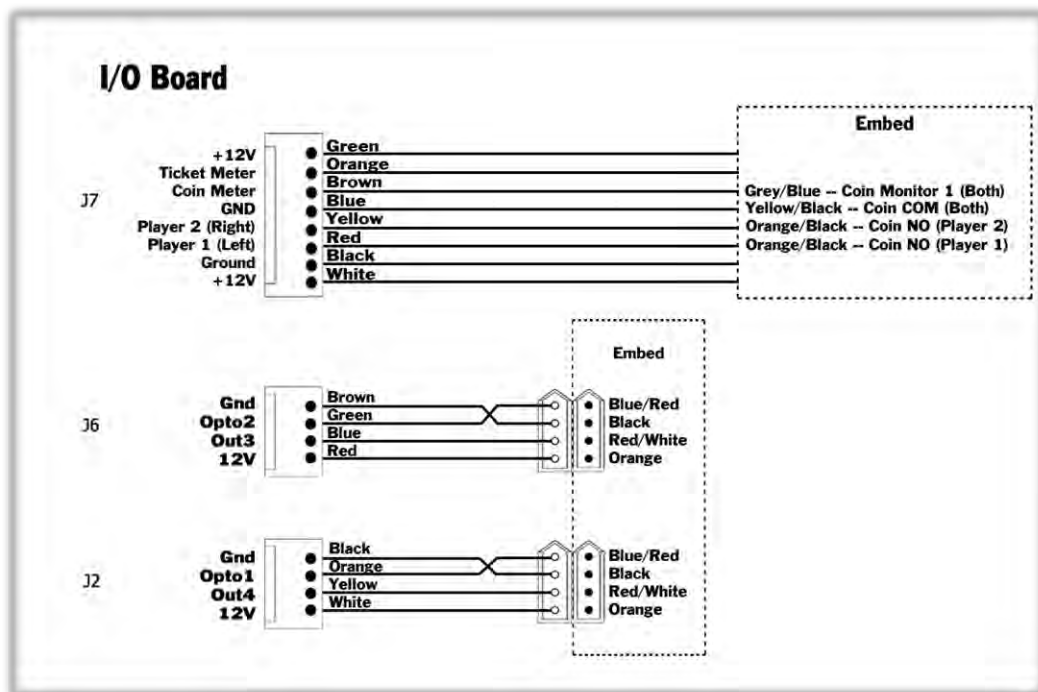 I/O Board
Embed
J7
+12V Green
Ticket Meter Orange
Coin Meter Brown Grey/Blue -- Coin Monitor 1 (Both)
GND Blue Yellow/Black -- Coin COM (Both)
Player 2 (Right) Yellow Orange/Black -- Coin NO (Player 2)
Player 1 (Left) Red Orange/Black -- Coin NO (Player 1)
Ground Black
+12V White
Embed
J6
Gnd Brown Blue/Red
Opto2 Green Black
Out3 Blue Red/White
12V Red Orange
J2
Gnd Black Blue/Red
Opto1 Orange Black
Out4 Yellow Red/White
12V White Orange